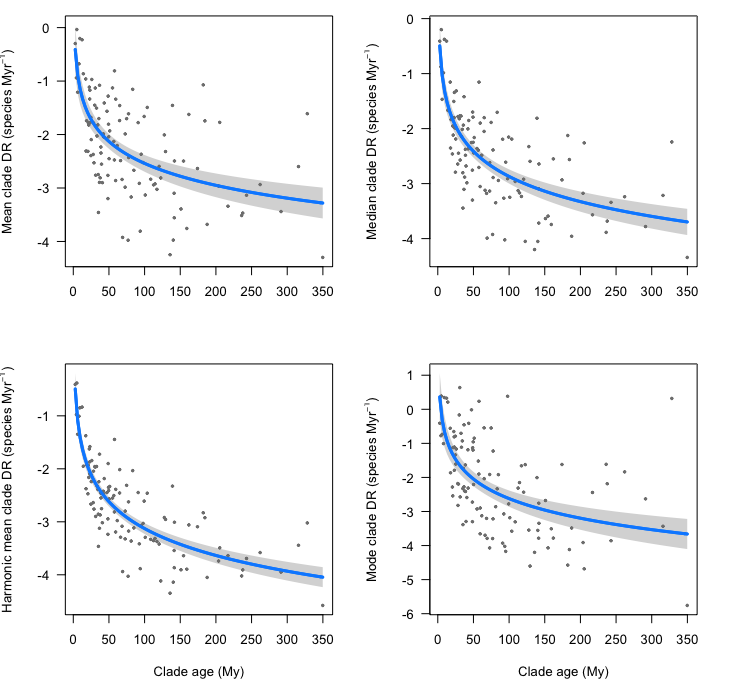 Mean clade DR (species Myr⁻¹)
0
-1
-2
-3
-4
0 50 100 150 200 250 300 350
Median clade DR (species Myr⁻¹)
0
-1
-2
-3
-4
0 50 100 150 200 250 300 350
Harmonic mean clade DR (species Myr⁻¹)
-1
-2
-3
-4
0 50 100 150 200 250 300 350
Clade age (My)
Mode clade DR (species Myr⁻¹)
1
0
-1
-2
-3
-4
-5
-6
0 50 100 150 200 250 300 350
Clade age (My)